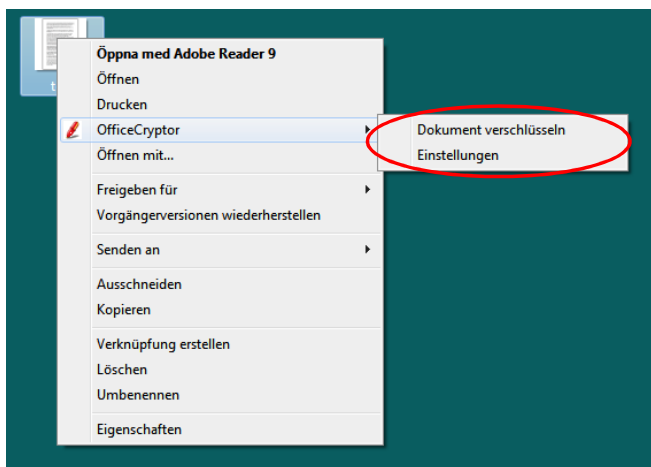 Öppna med Adobe Reader 9
Öffnen
Drucken
OfficeCryptor
Dokument verschlüsseln
Öffnen mit...
Einstellungen
Freigeben für
Vorgängerversionen wiederherstellen
Senden an
Ausschneiden
Kopieren
Verknüpfung erstellen
Löschen
Umbenennen
Eigenschaften